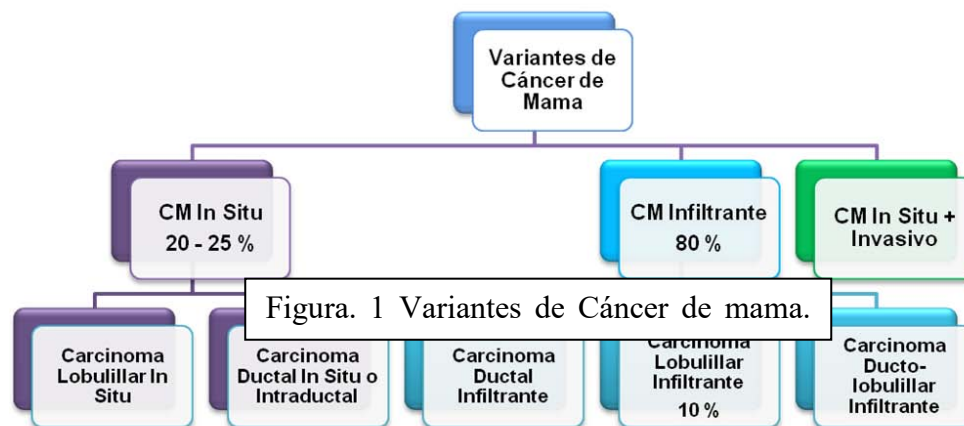 Variantes de
Cáncer de
Mama
CM In Situ
20 - 25 %
CM Infiltrante
80 %
CM In Situ +
Invasivo
Figura. 1 Variantes de Cáncer de mama.
Carcinoma
Lobulillar In
Situ
Carcinoma
Ductal In Situ o
Intraductal
Carcinoma
Ductal
Infiltrante
Carcinoma
Lobulillar
Infiltrante
10 %
Carcinoma
Ducto-
lobulillar
Infiltrante